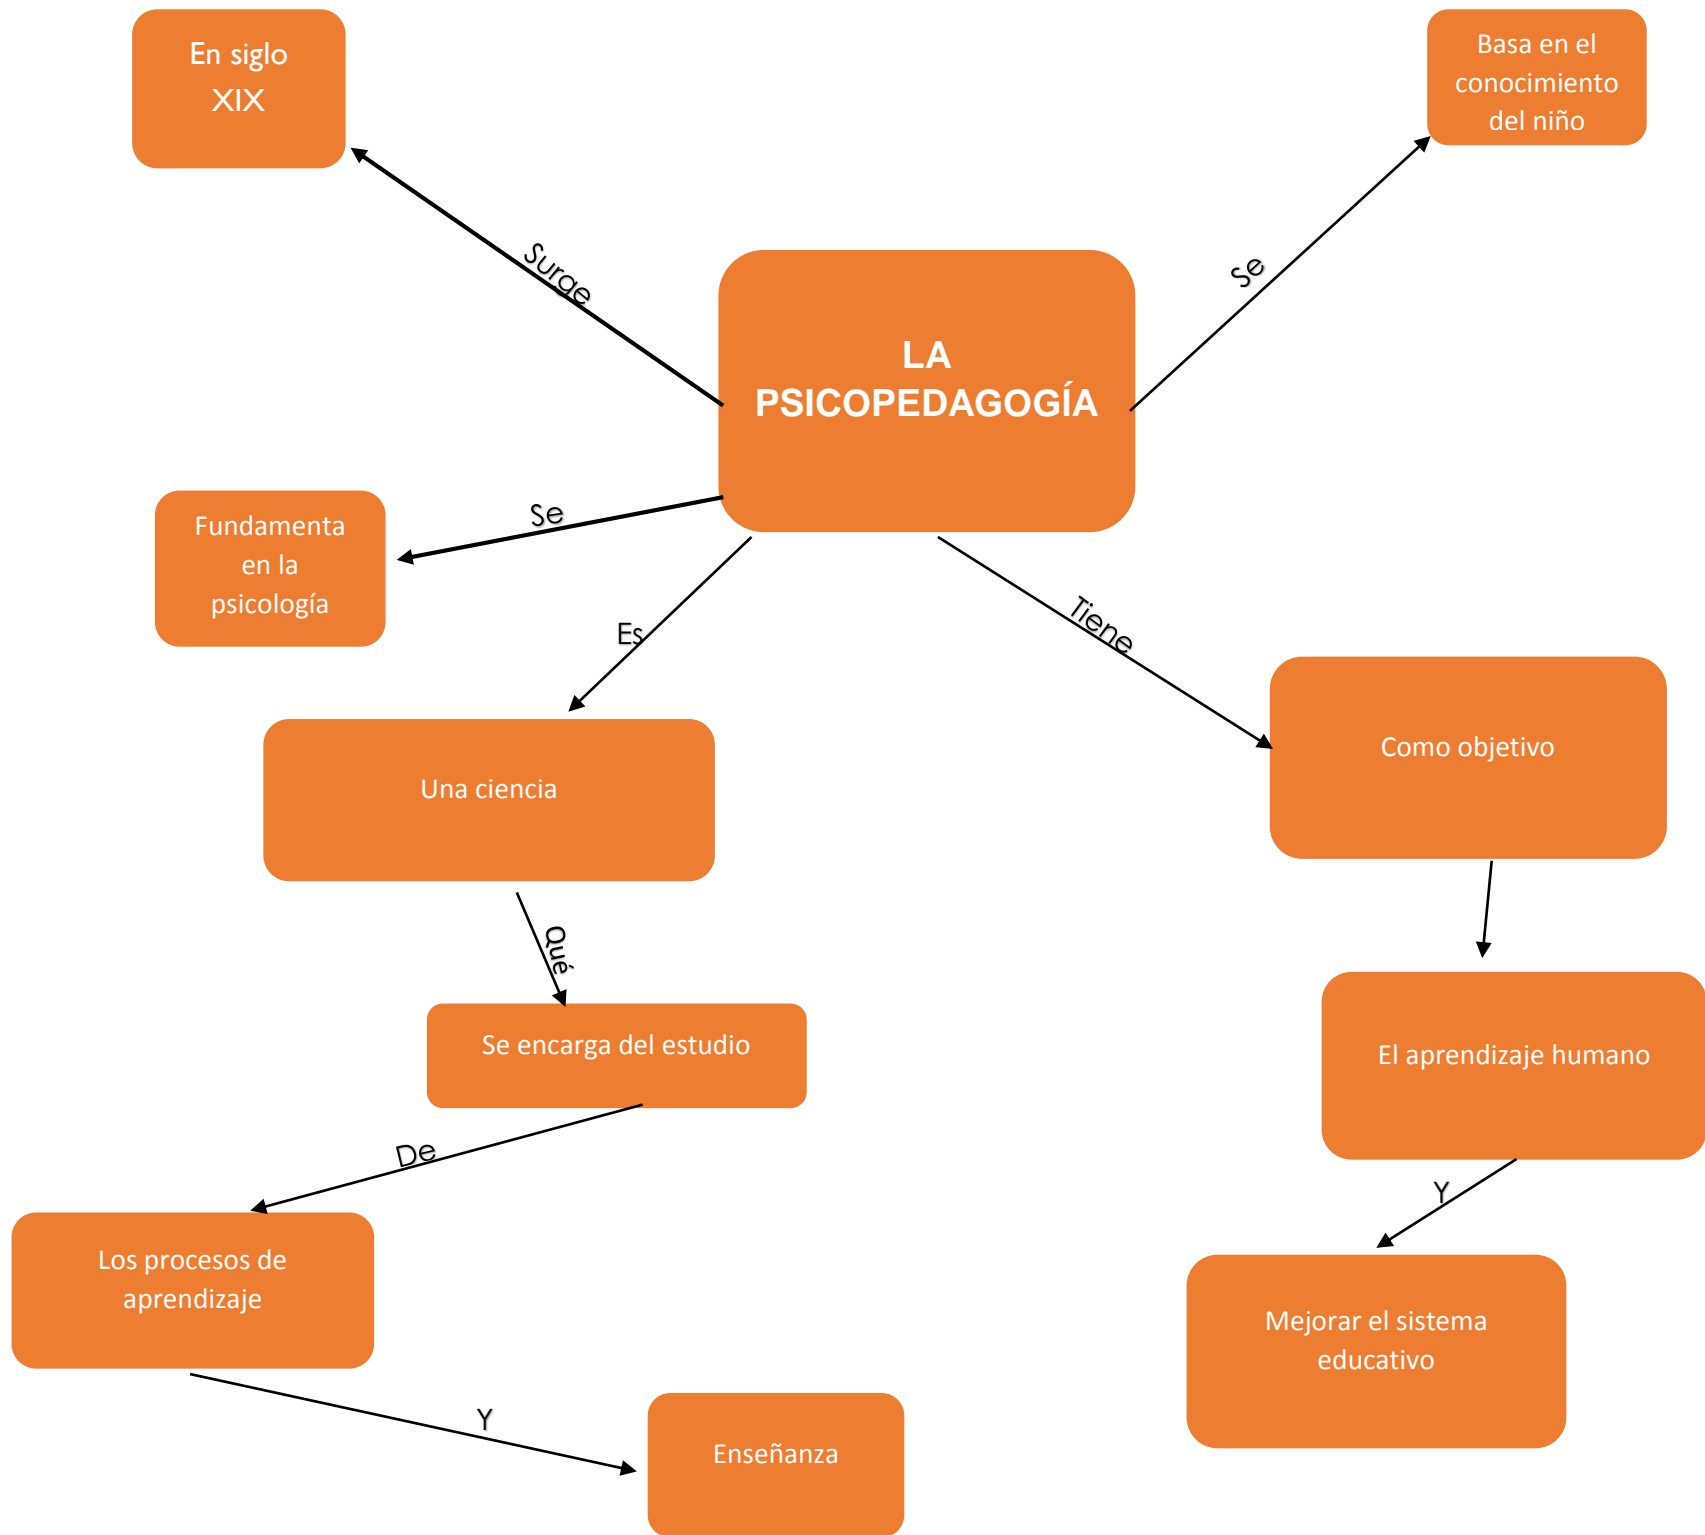 En siglo
XIX
Basa en el
conocimiento
del niño
Surge
Se
LA
PSICOPEDAGOGÍA
Se
Fundamenta
en la
psicología
Es
Tiene
Como objetivo
Una ciencia
Qué
Se encarga del estudio
El aprendizaje humano
De
Y
Los procesos de
aprendizaje
Mejorar el sistema
educativo
Y
Enseñanza